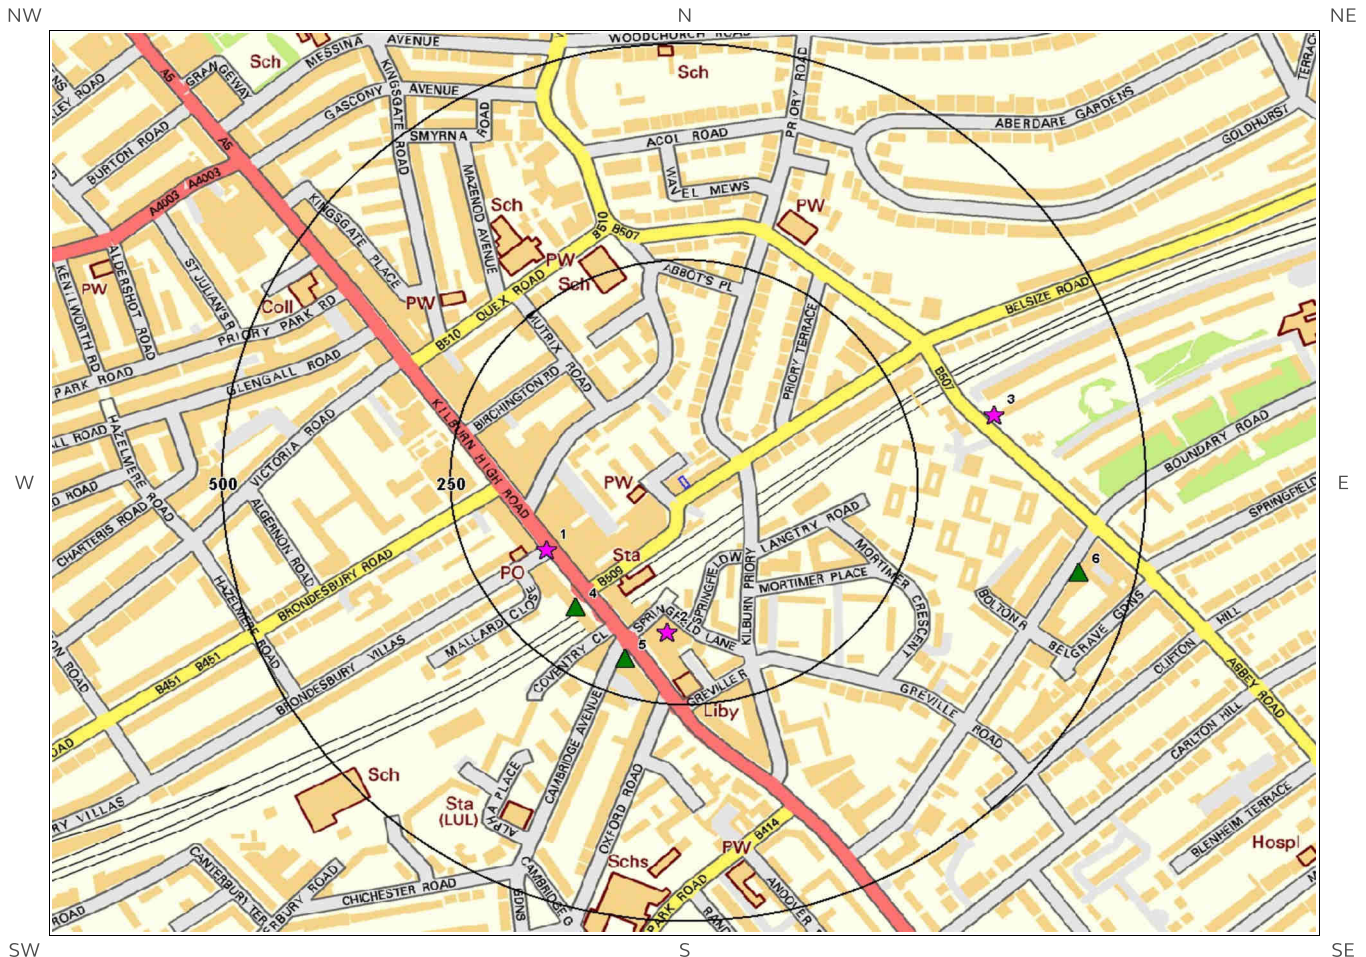 NW
N
NE
WOODCHURCH ROAD
MESSINA AVENUE
Sch
Sch
A5
GRANGEWAY
KINGSGATE ROAD
PRIORY ROAD
GASCONY AVENUE
ABERDARE GARDENS
GOLDHURST
BURTON ROAD
A5
SMYRNA ROAD
ACOL ROAD
A4003
A4003
MAZENOD AVENUE
WAVEL MEWS
KINGSGATE PLACE
Sch
PW
B510
B507
ALDERSHOT ROAD
ST JULIAN'S R
KENILWORTH RD
PW
PW
Sch
ABBOT'S PL
Coll
PW
QUEX ROAD
B510
BELSIZE ROAD
PRIORY PARK RD
MUTRIX ROAD
PRIORY TERRACE
PARK ROAD
GLENGALL ROAD
B507
BIRCHINGTON RD
KILBURN HIGH ROAD
3
HAZELMERE ROAD
VICTORIA ROAD
BOUNDARY ROAD
W
500
250
PW
E
SPRINGFIELD
CHARTERIS ROAD
ALGERNON ROAD
LANGTRY ROAD
1
PO
Sta
B509
SPRINGFIELD W
KILBURN PRIORY
MORTIMER PLACE
MORTIMER CRESCENT
6
BRONDESBURY ROAD
HAZELMERE ROAD
MALLARD CLOSE
4
SPRINGFIELD LANE
2
BOLTON R
BELGRAVE GDNS
HILL
CLIFTON
5
COVENTRY CL
B451
B451
BRONDESBURY VILLAS
GREVILLE R
GREVILLE ROAD
ABBEY ROAD
Liby
CARLTON HILL
CAMBRIDGE AVENUE
Sch
OXFORD ROAD
ALPHA PLACE
Sta
(LUL)
RY VILLAS
BLENHEIM TERRACE
Hospl
B414
PW
Schs
PARK ROAD
ANDOVER
CANTERBURY TER
CHICHESTER ROAD
CAMBRIDGE G
GDNS
SW
S
SE